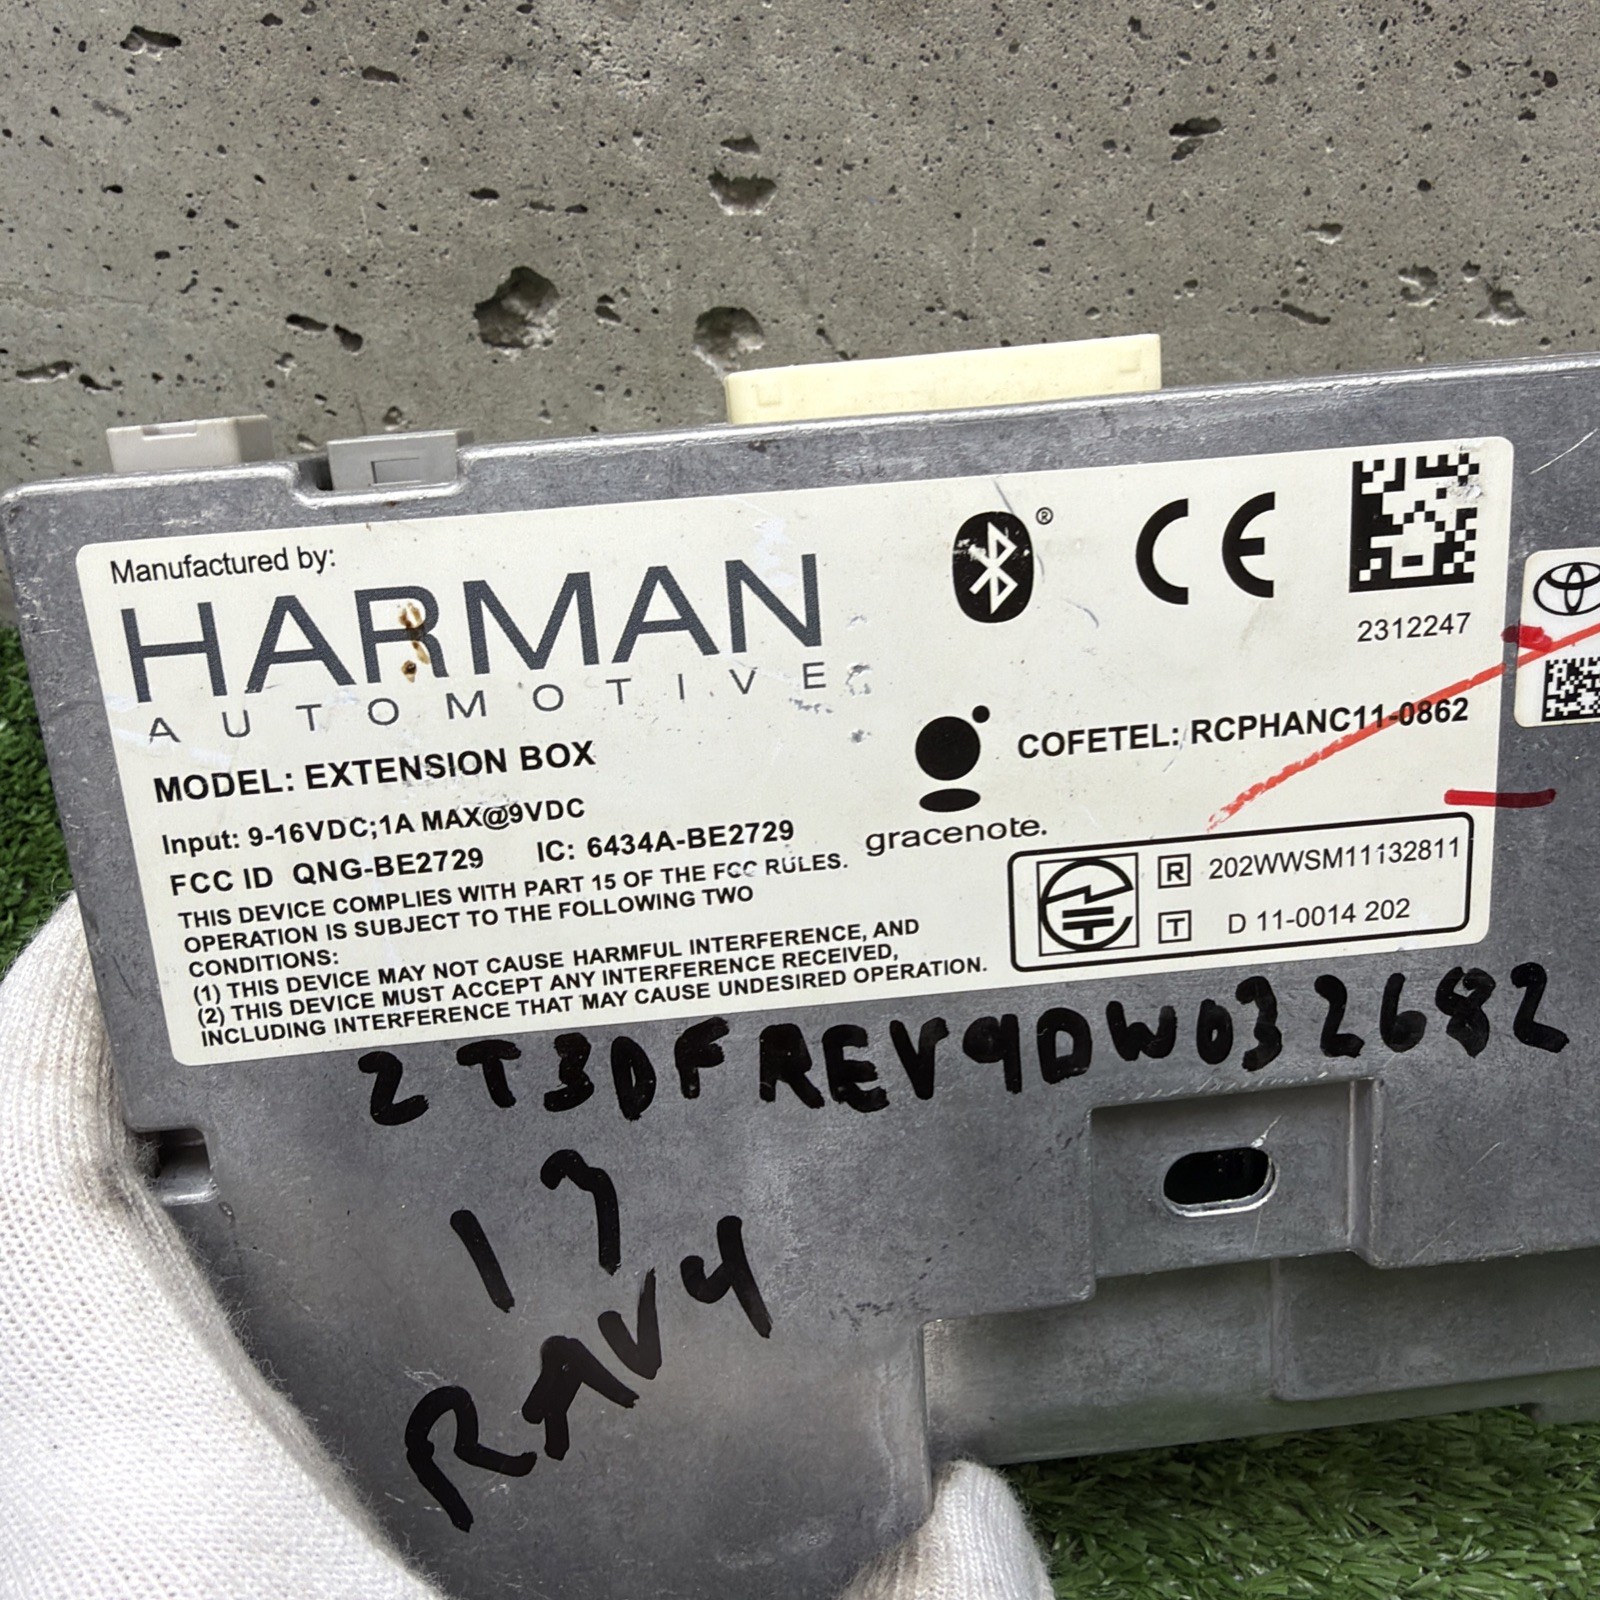 Manufactured by:
HARMAN
AUTOMOTIVE
MODEL: EXTENSION BOX
Input: 9-16VDC;1A MAX@9VDC
FCC ID QNG-BE2729 IC: 6434A-BE2729
THIS DEVICE COMPLIES WITH PART 15 OF THE FCC RULES.
OPERATION IS SUBJECT TO THE FOLLOWING TWO
CONDITIONS:
(1) THIS DEVICE MAY NOT CAUSE HARMFUL INTERFERENCE, AND
(2) THIS DEVICE MUST ACCEPT ANY INTERFERENCE RECEIVED,
INCLUDING INTERFERENCE THAT MAY CAUSE UNDESIRED OPERATION.
® CE
2312247
gracenote.
COFETEL: RCPHANC11-0862
R 202WWSM11132811
T D 11-0014 202
2T3DFREV9DW032682
13
RAV4